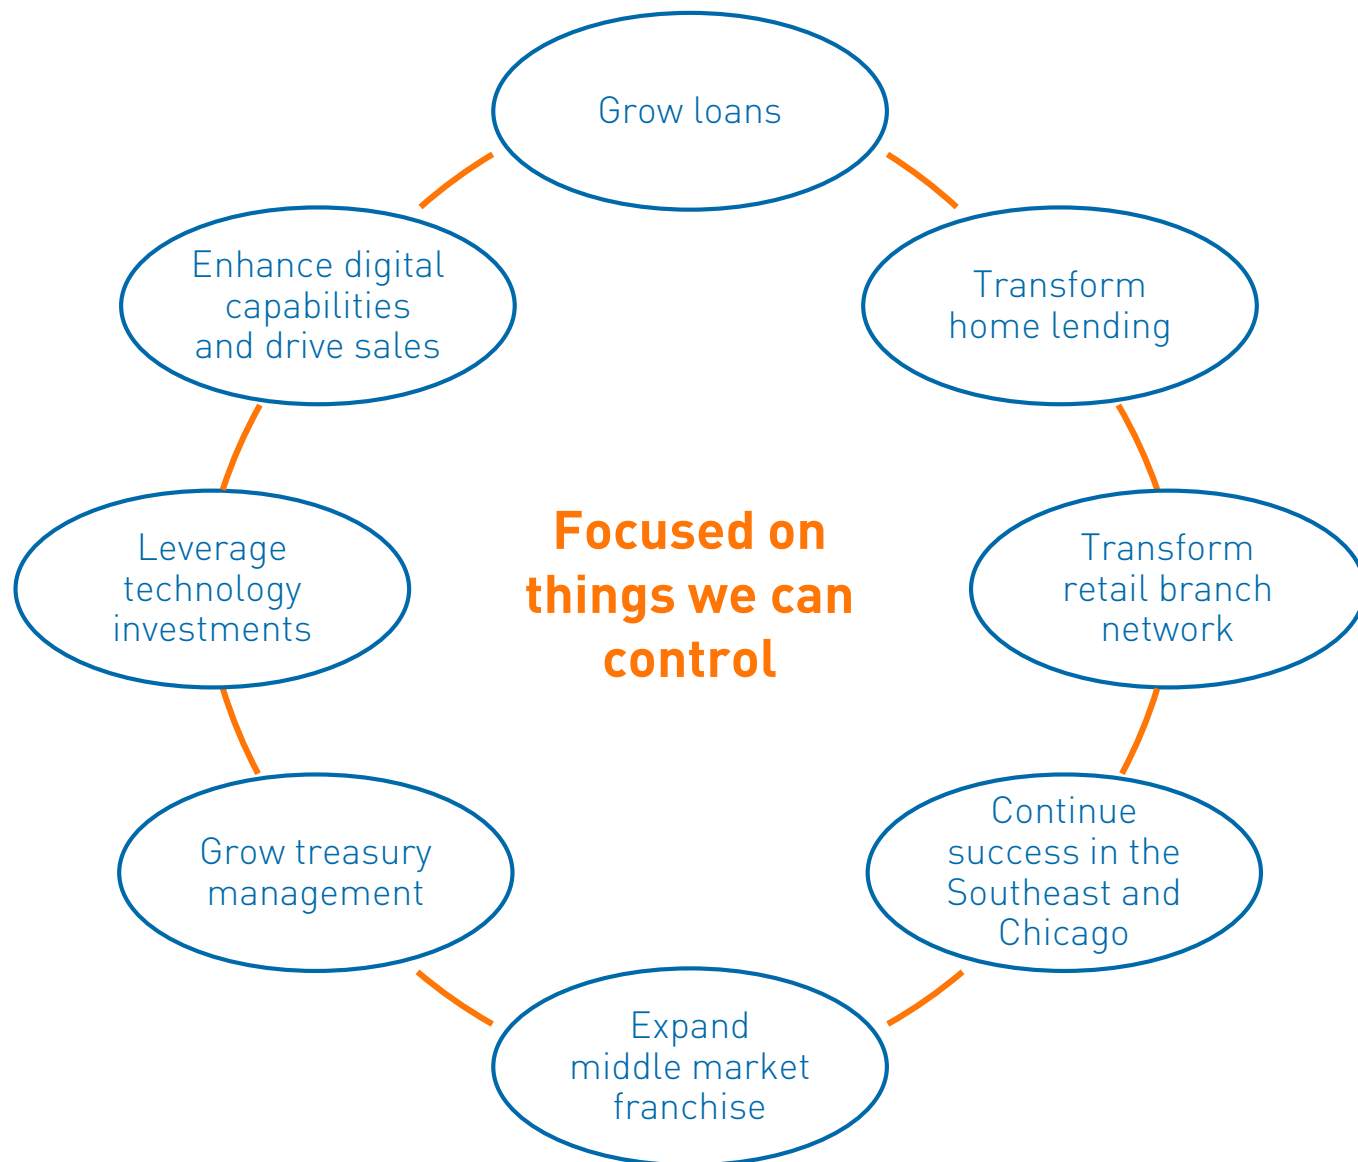 Grow loans
Transform
home lending
Transform
retail branch
network
Continue
success in the
Southeast and
Chicago
Expand
middle market
franchise
Grow treasury
management
Leverage
technology
investments
Enhance digital
capabilities
and drive sales
Focused on
things we can
control